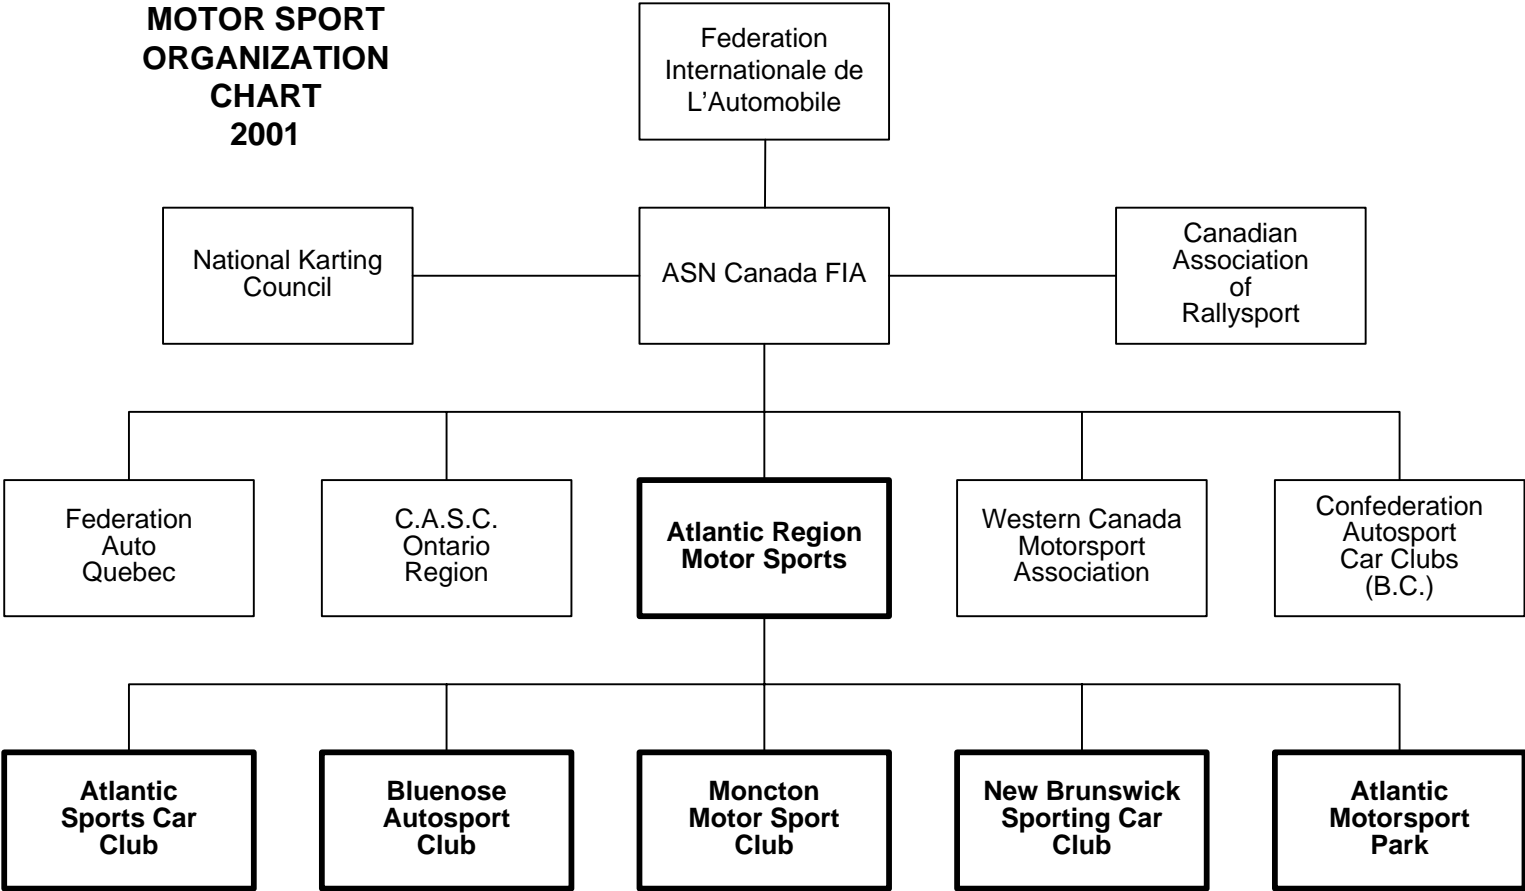 MOTOR SPORT
ORGANIZATION
CHART
2001
Federation
Internationale de
L'Automobile
National Karting
Council
ASN Canada FIA
Canadian
Association
of
Rallysport
Federation
Auto
Quebec
C.A.S.C.
Ontario
Region
Atlantic Region
Motor Sports
Western Canada
Motorsport
Association
Confederation
Autosport
Car Clubs
(B.C.)
Atlantic
Sports Car
Club
Bluenose
Autosport
Club
Moncton
Motor Sport
Club
New Brunswick
Sporting Car
Club
Atlantic
Motorsport
Park